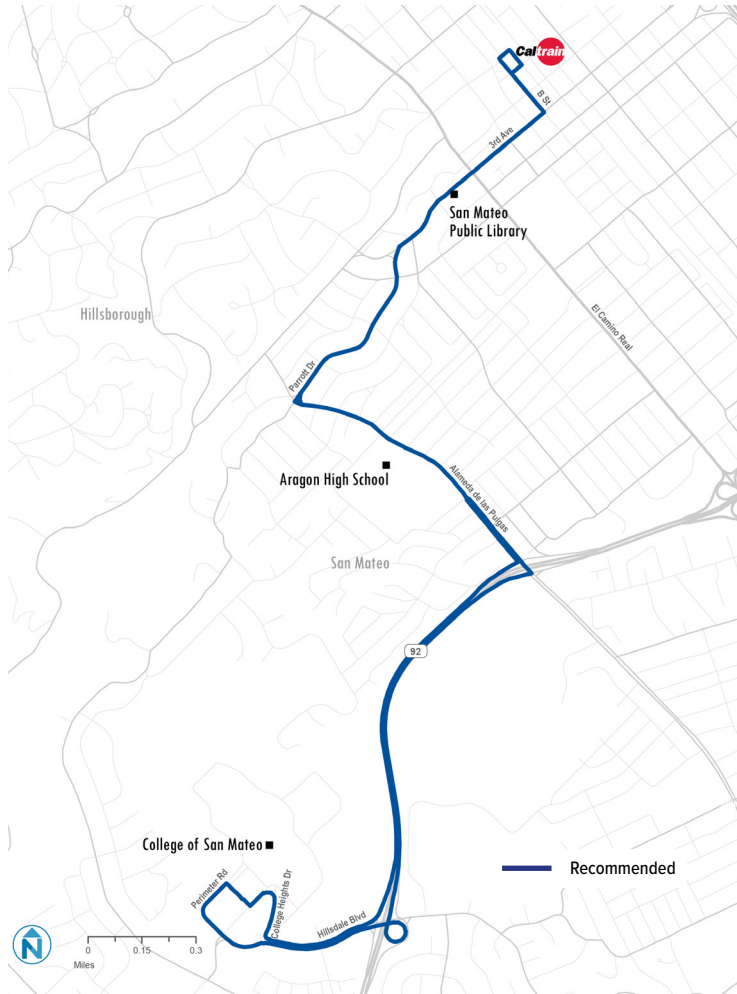 Caltrain
B St
3rd Ave
San Mateo
Public Library
Hillsborough
El Camino Real
Parrott Dr
Aragon High School
Alameda de las Pulgas
San Mateo
92
College of San Mateo
Recommended
Perimeter Rd
College Heights Dr
Hillsdale Blvd
N
0 0.15 0.3
Miles